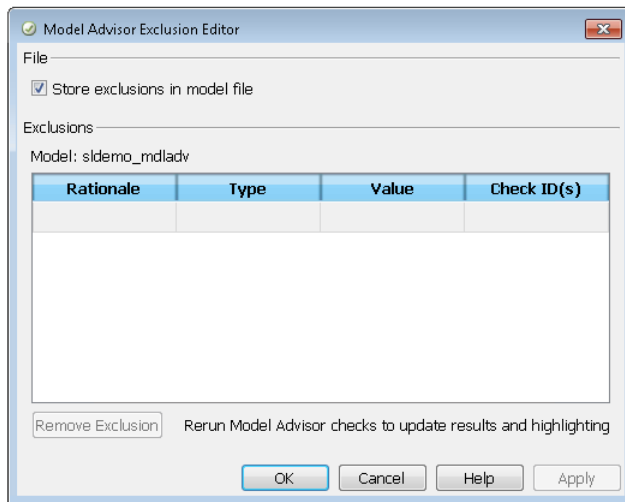 Model Advisor Exclusion Editor
File
Store exclusions in model file
Exclusions
Model: sldemo_mdladv
Rationale Type Value Check ID(s)
Remove Exclusion Rerun Model Advisor checks to update results and highlighting
OK Cancel Help Apply